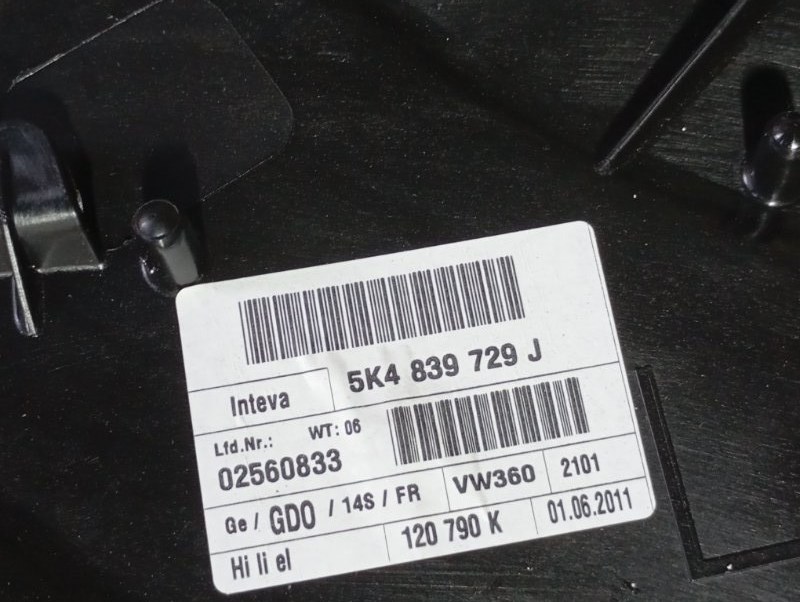 5K4 839 729 J
Inteva
Lfd.Nr.: WT: 06
02560833
Ge / GDO / 14S / FR VW360 2101
Hi li el 120 790 K 01.06.2011